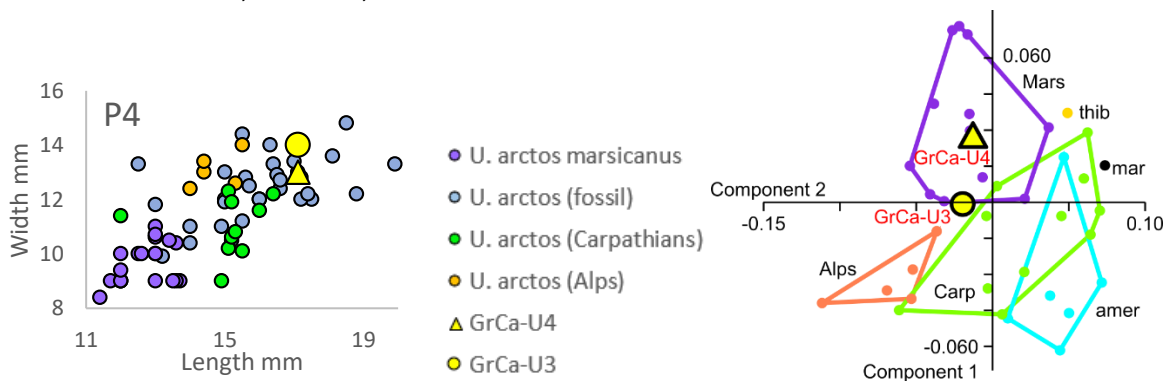 P4
Width mm
16
14
12
10
8
11
15
19
Length mm
U. arctos marsicanus
U. arctos (fossil)
U. arctos (Carpathians)
U. arctos (Alps)
GrCa-U4
GrCa-U3
0.060
Mars
thib
mar
GrCa-U4
Component 2
-0.15
0.10
GrCa-U3
Alps
Carp
amer
-0.060
Component 1